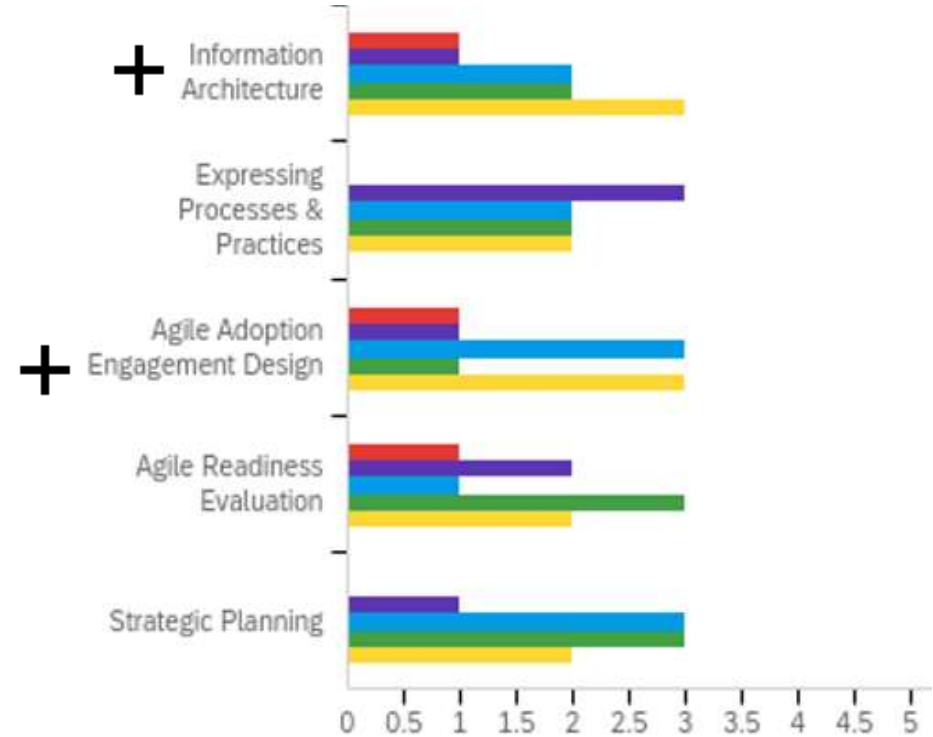 +
Information
Architecture
Expressing
Processes &
Practices
Agile Adoption
+ Engagement Design
Agile Readiness
Evaluation
Strategic Planning
0 0.5 1 1.5 2 2.5 3 3.5 4 4.5 5